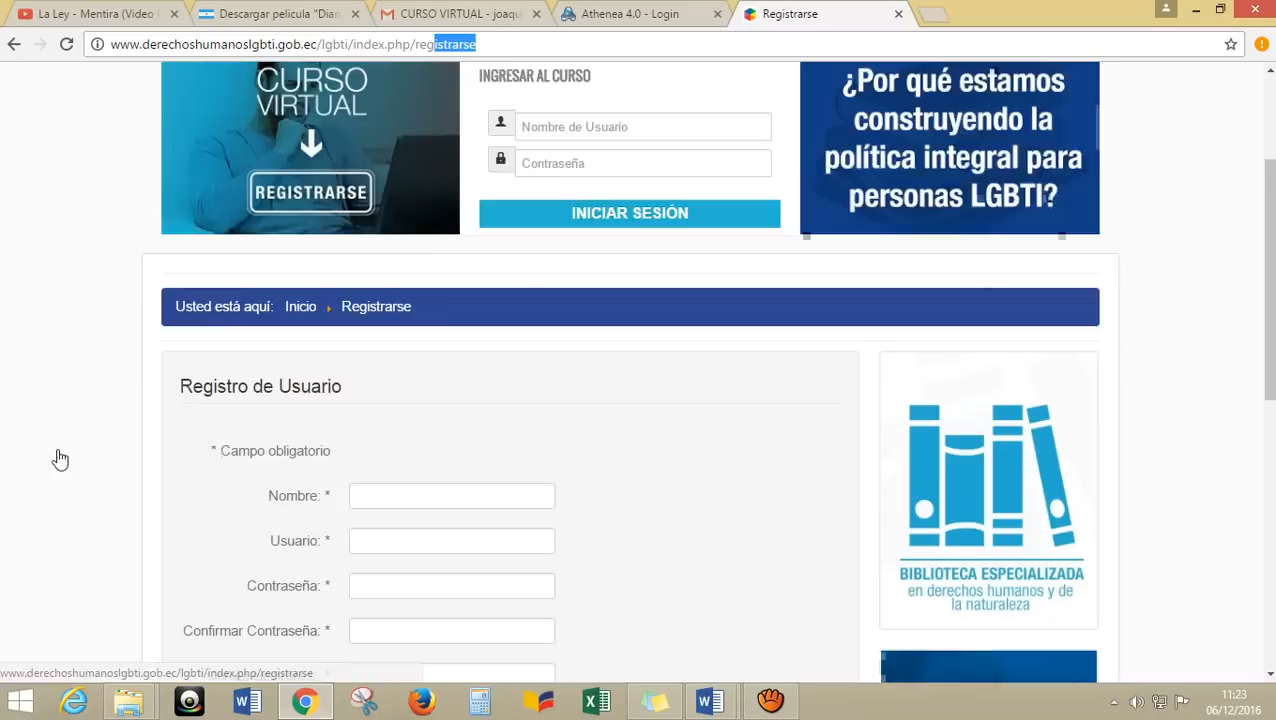 La Ley - Mentira (Video
Descargar pelicula "Dian
CURSO VIRTUAL - joaqu
Athenea 4.0 - Login
Registrarse
www.derechoshumanoslgbti.gob.ec/lgbti/index.php/registrarse
CURSO
VIRTUAL
REGISTRARSE
INGRESAR AL CURSO
Nombre de Usuario
Contraseña
INICIAR SESIÓN
¿Por qué estamos
construyendo la
política integral para
personas LGBTI?
Usted está aquí: Inicio Registrarse
Registro de Usuario
* Campo obligatorio
Nombre: *
Usuario: *
Contraseña: *
Confirmar Contraseña: *
BIBLIOTECA ESPECIALIZADA
en derechos humanos y de
la naturaleza
www.derechoshumanoslgbti.gob.ec/lgbti/index.php/registrarse
11:23
06/12/2016